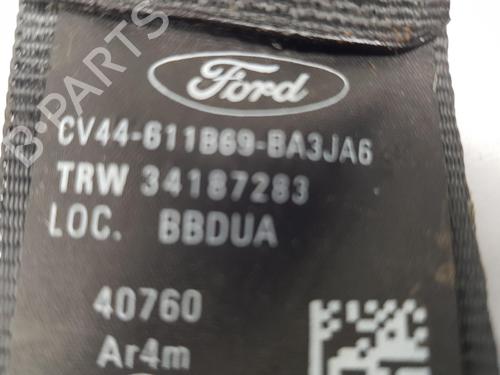 Ford
CV44-611B69-BA3JA6
TRW 34187283
LOC. BBDUA
40760
Ar4m
B-PARTS